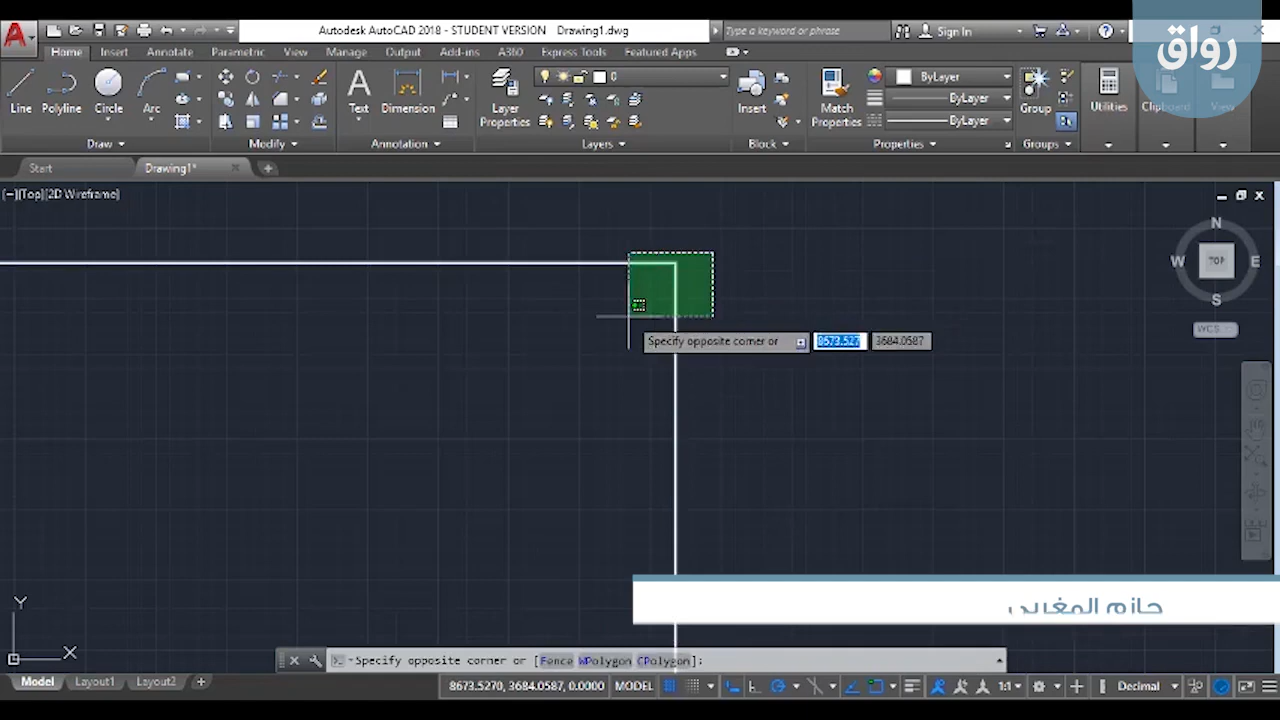 Autodesk AutoCAD 2018 - STUDENT VERSION Drawing1.dwg
Type a keyword or phrase
Sign In
رواق
Home Insert Annotate Parametric View Manage Output Add-ins A360 Express Tools Featured Apps
0
ByLayer
ByLayer
ByLayer
Line Polyline Circle Arc
Text Dimension
Layer Properties
Insert
Match Properties
Group
Utilities
Clipboard
View
Draw Modify Annotation Layers Block Properties Groups
Start Drawing1*
[−][Top][2D Wireframe]
N
W TOP E
S
WCS
Specify opposite corner or 8573.527 3684.0587
حازم المغربي
Y
X
Specify opposite corner or [Fence WPolygon CPolygon]:
Model Layout1 Layout2
8673.5270, 3684.0587, 0.0000 MODEL 1:1 Decimal